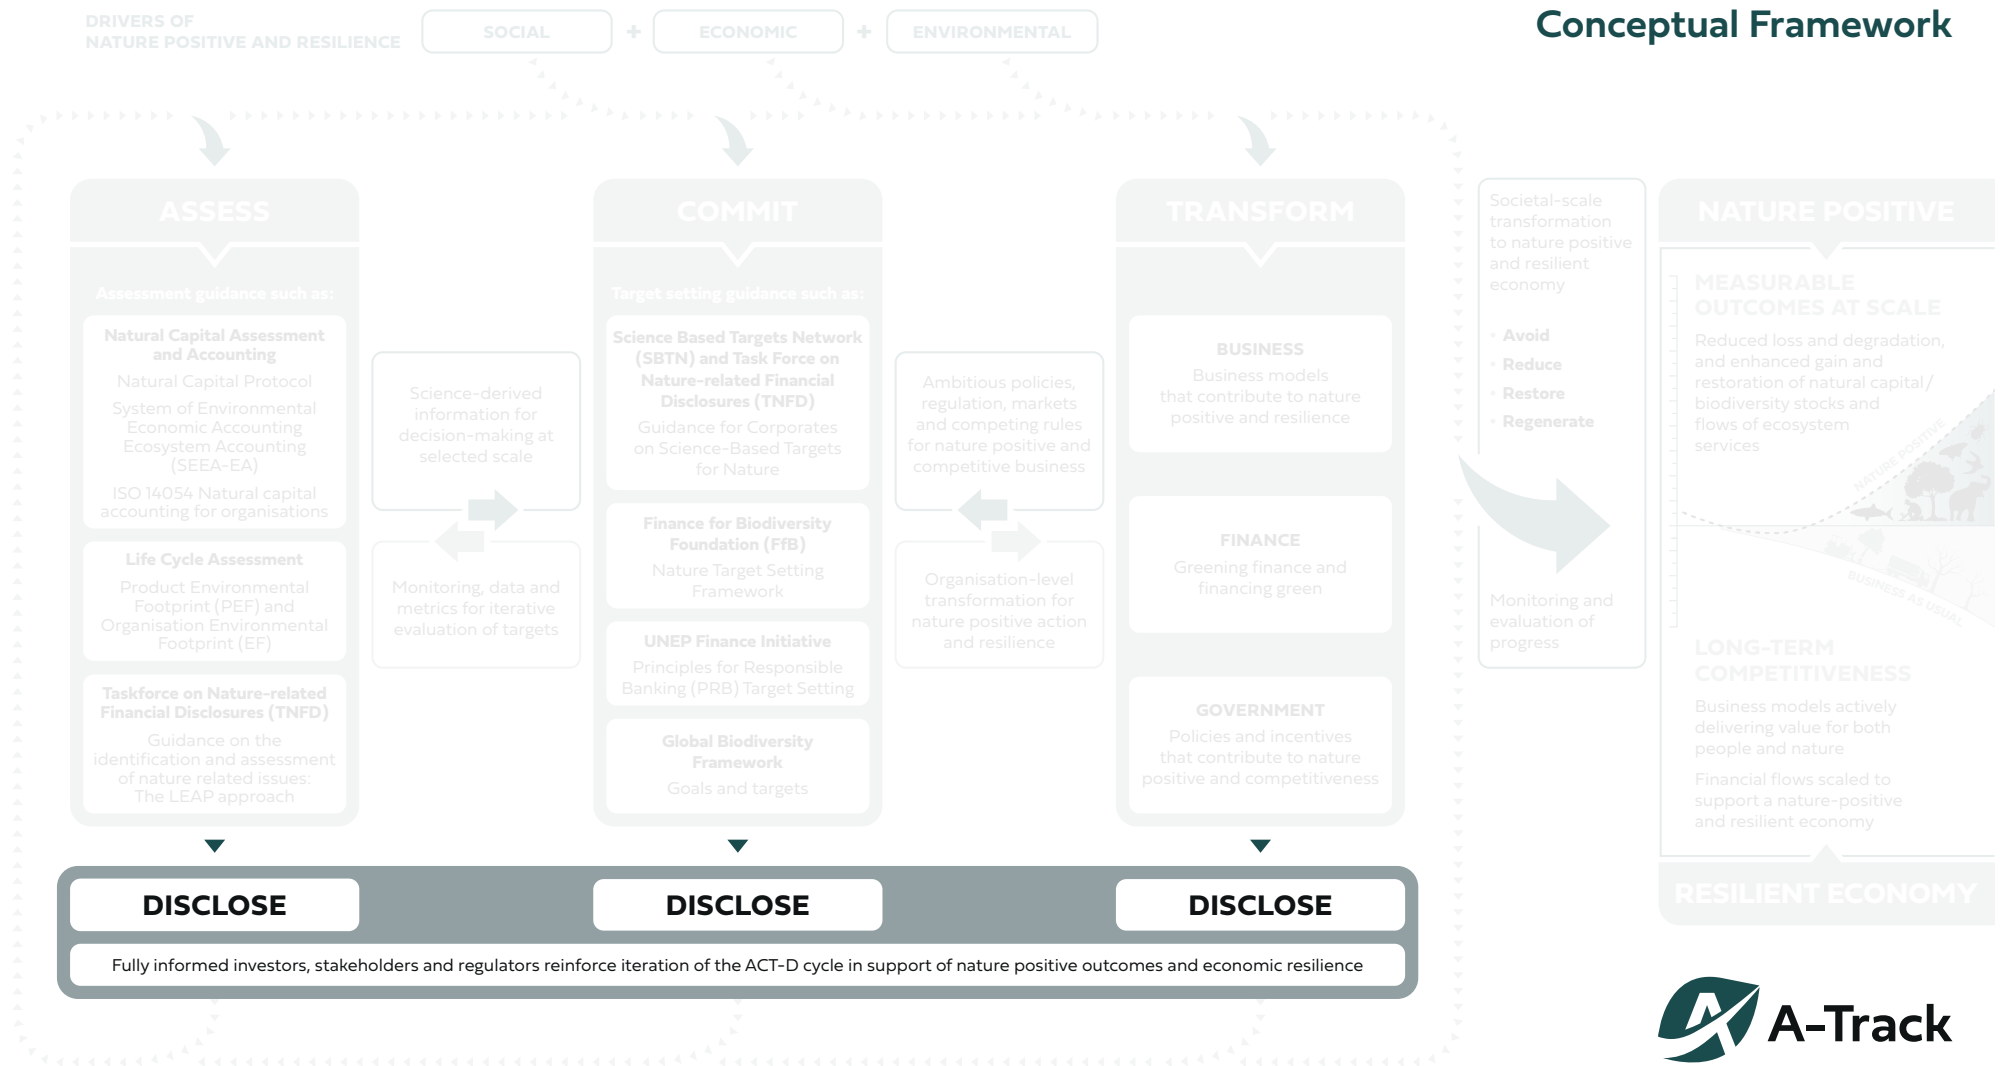 DRIVERS OF
NATURE POSITIVE AND RESILIENCE
SOCIAL
+
ECONOMIC
+
ENVIRONMENTAL
Conceptual Framework
ASSESS
Assessment guidance such as:
Natural Capital Assessment
and Accounting
Natural Capital Protocol
System of Environmental
Economic Accounting
Ecosystem Accounting
(SEEA-EA)
ISO 14054 Natural capital
accounting for organisations
Life Cycle Assessment
Product Environmental
Footprint (PEF) and
Organisation Environmental
Footprint (EF)
Taskforce on Nature-related
Financial Disclosures (TNFD)
Guidance on the
identification and assessment
of nature related issues:
The LEAP approach
Science-derived
information for
decision-making at
selected scale
Monitoring, data and
metrics for iterative
evaluation of targets
COMMIT
Target setting guidance such as:
Science Based Targets Network
(SBTN) and Task Force on
Nature-related Financial
Disclosures (TNFD)
Guidance for Corporates
on Science-Based Targets
for Nature
Finance for Biodiversity
Foundation (FfB)
Nature Target Setting
Framework
UNEP Finance Initiative
Principles for Responsible
Banking (PRB) Target Setting
Global Biodiversity
Framework
Goals and targets
Ambitious policies,
regulation, markets
and competing rules
for nature positive and
competitive business
Organisation-level
transformation for
nature positive action
and resilience
TRANSFORM
BUSINESS
Business models
that contribute to nature
positive and resilience
FINANCE
Greening finance and
financing green
GOVERNMENT
Policies and incentives
that contribute to nature
positive and competitiveness
Societal-scale
transformation
to nature positive
and resilient
economy
• Avoid
• Reduce
• Restore
• Regenerate
Monitoring and
evaluation of
progress
NATURE POSITIVE
MEASURABLE
OUTCOMES AT SCALE
Reduced loss and degradation,
and enhanced gain and
restoration of natural capital/
biodiversity stocks and
flows of ecosystem
services
NATURE POSITIVE
BUSINESS AS USUAL
LONG-TERM
COMPETITIVENESS
Business models actively
delivering value for both
people and nature
Financial flows scaled to
support a nature-positive
and resilient economy
RESILIENT ECONOMY
DISCLOSE
DISCLOSE
DISCLOSE
Fully informed investors, stakeholders and regulators reinforce iteration of the ACT-D cycle in support of nature positive outcomes and economic resilience
A-Track